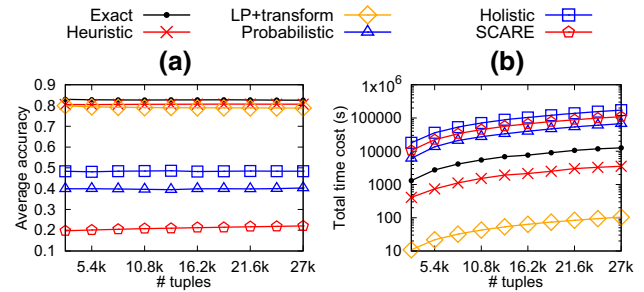 Exact
LP+transform
Holistic
Heuristic
Probabilistic
SCARE
(a)
(b)
Average accuracy
0.9
0.8
0.7
0.6
0.5
0.4
0.3
0.2
0.1
5.4k 10.8k 16.2k 21.6k 27k
# tuples
Total time cost (s)
1×10^6
100000
10000
1000
100
10
5.4k 10.8k 16.2k 21.6k 27k
# tuples